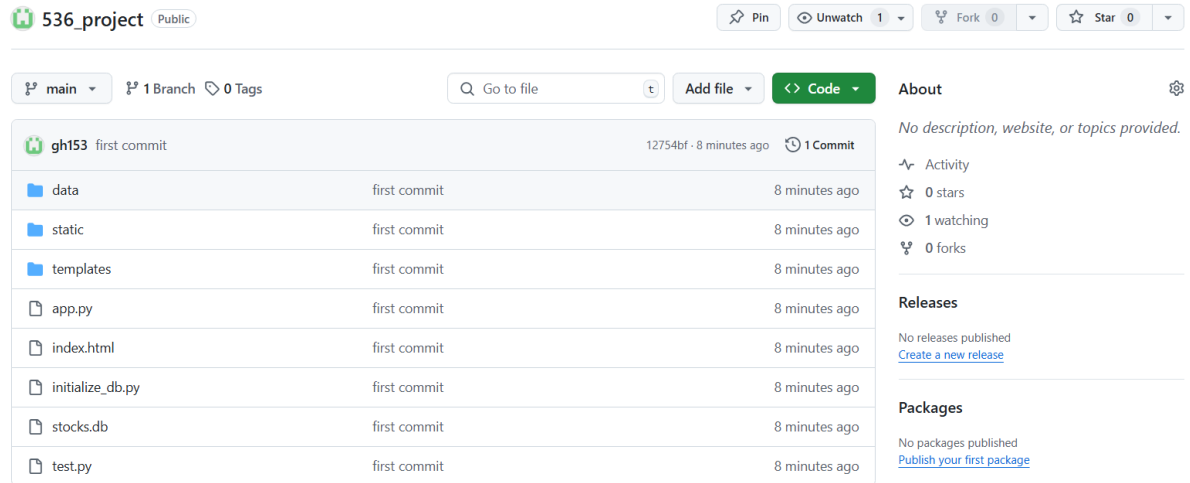 536_project Public Pin Unwatch 1 Fork 0 Star 0
main 1 Branch 0 Tags Go to file t Add file Code
gh153 first commit 12754bf · 8 minutes ago 1 Commit
data first commit 8 minutes ago
static first commit 8 minutes ago
templates first commit 8 minutes ago
app.py first commit 8 minutes ago
index.html first commit 8 minutes ago
initialize_db.py first commit 8 minutes ago
stocks.db first commit 8 minutes ago
test.py first commit 8 minutes ago
About
No description, website, or topics provided.
Activity
0 stars
1 watching
0 forks
Releases
No releases published
Create a new release
Packages
No packages published
Publish your first package